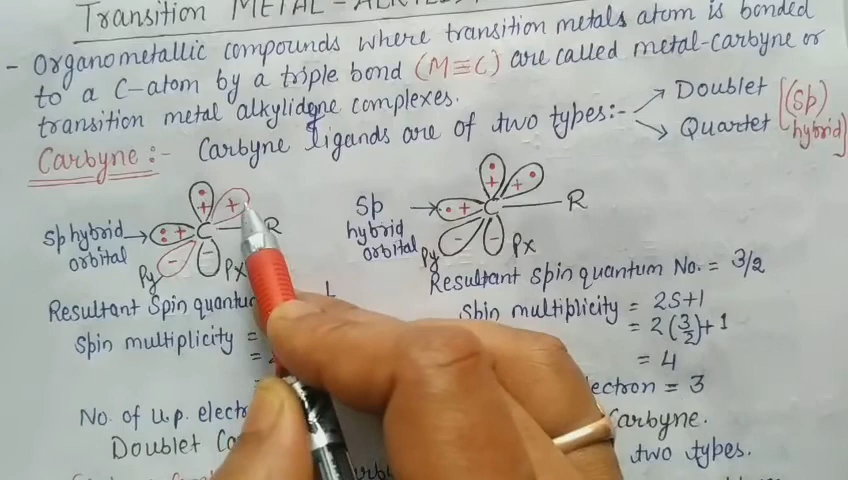 Transition METAL-
- Organometallic compounds where transition metals atom is bonded
to a C-atom by a triple bond (M≡C) are called metal-carbyne or
transition metal alkylidyne complexes.
Carbyne ligands are of two types:- Doublet
Quartet
(Sp)
hybrid
Carbyne:-
Sp hybrid
orbital
C
R
Py
Px
+
+
+
-
-
Sp
hybrid
orbital
C
R
Py
Px
+
+
+
-
-
Resultant Spin quantum No. = 3/2
Spin multiplicity = 2S+1
= 2(3/2)+1
= 4
electron = 3
Carbyne.
two types.
Resultant Spin
Spin multiplicity =
=
No. of u.p. electr
Doublet